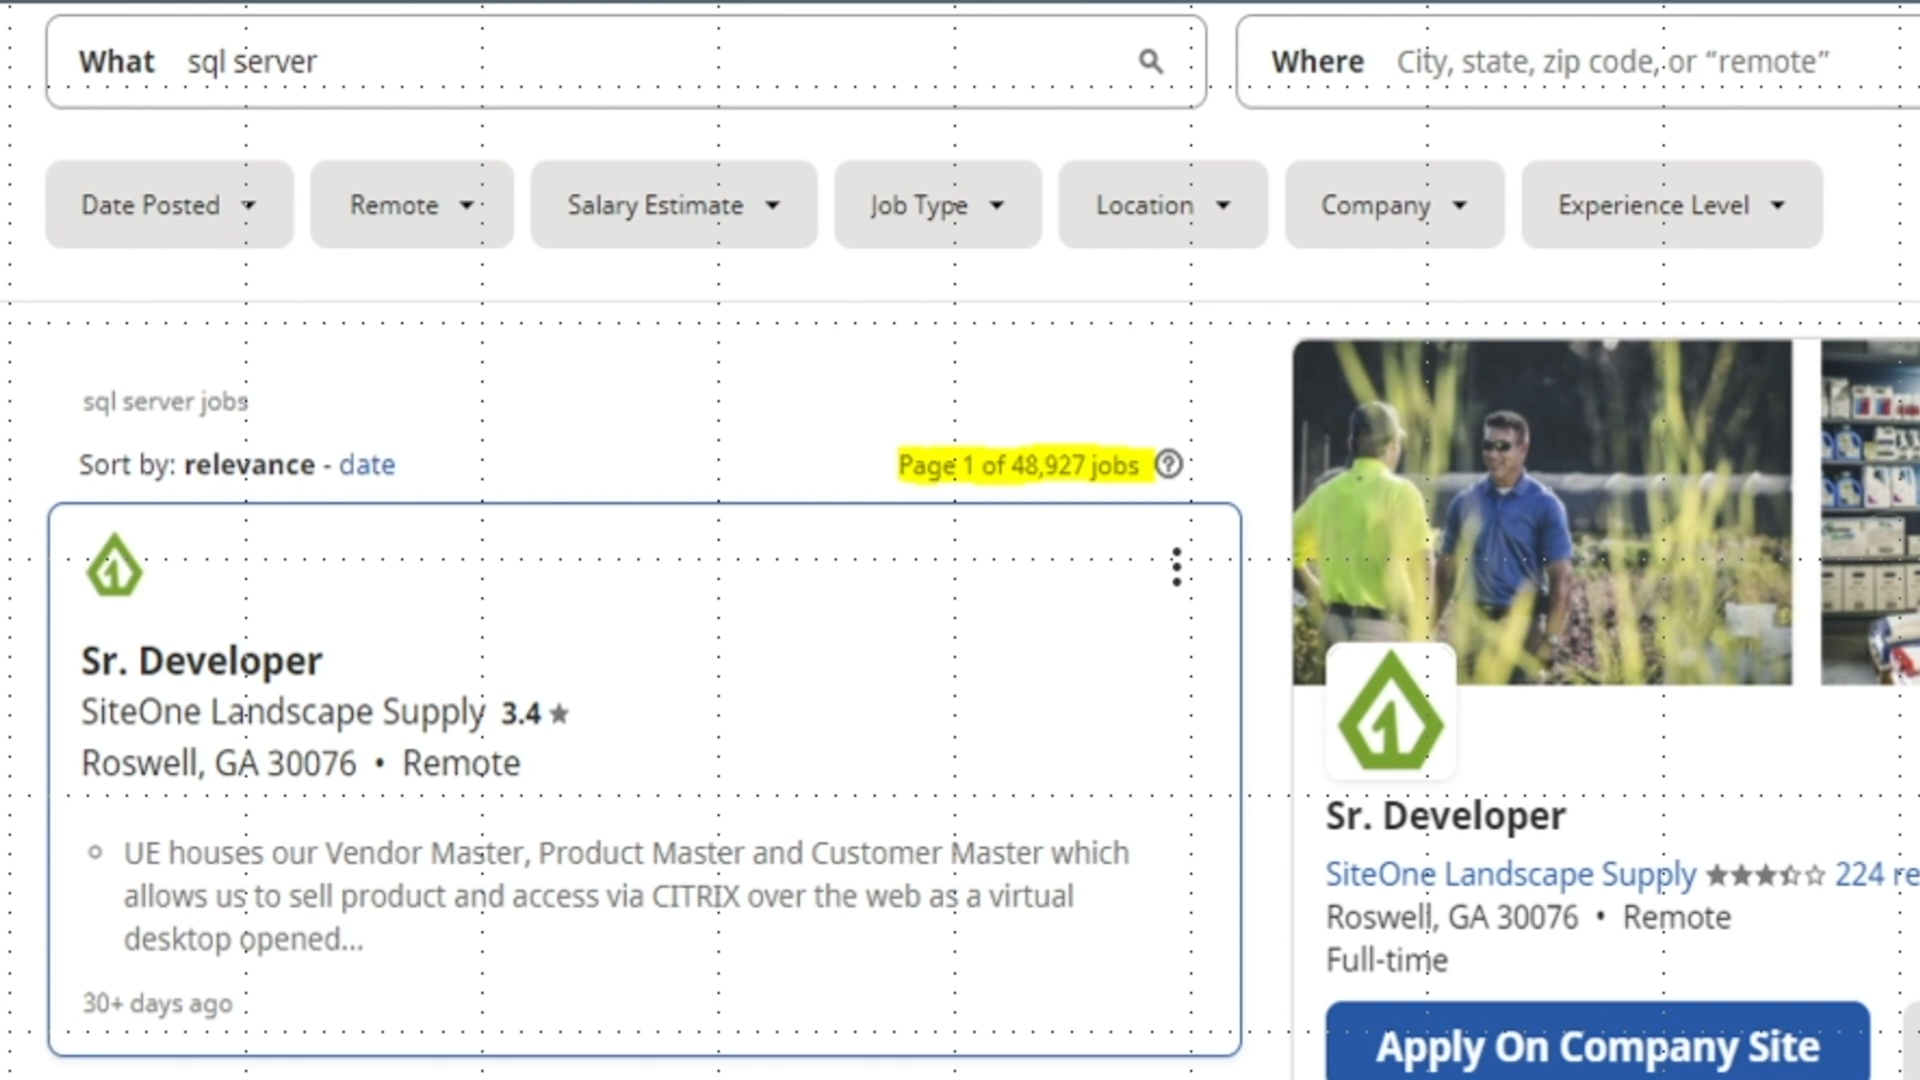 What sql server
Where City, state, zip code, or “remote”
Date Posted
Remote
Salary Estimate
Job Type
Location
Company
Experience Level
sql server jobs
Sort by: relevance - date
Page 1 of 48,927 jobs
Sr. Developer
SiteOne Landscape Supply 3.4
Roswell, GA 30076 • Remote
UE houses our Vendor Master, Product Master and Customer Master which
allows us to sell product and access via CITRIX over the web as a virtual
desktop opened...
30+ days ago
Sr. Developer
SiteOne Landscape Supply 224 re
Roswell, GA 30076 • Remote
Full-time
Apply On Company Site